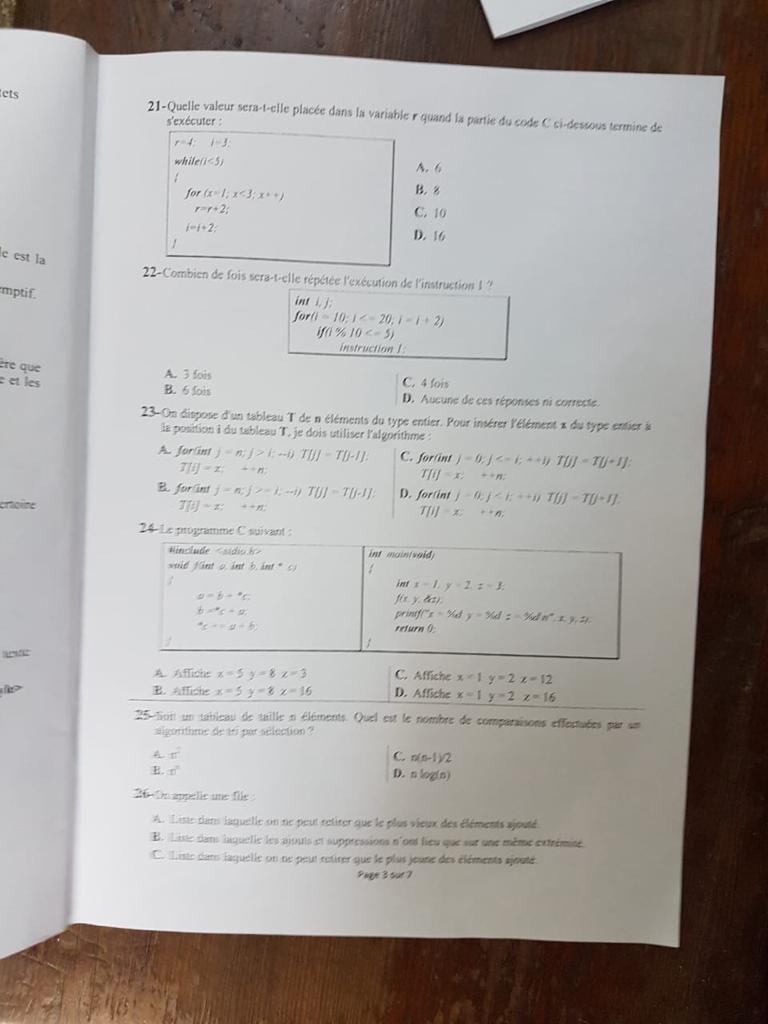 tets
le est la
emptif.
ère que
e et les
21-Quelle valeur sera-t-elle placée dans la variable r quand la partie du code C ci-dessous termine de
s'exécuter :
r=4; i=3;
while(i<5)
{
for (x=1; x<3; x++)
r=r+2;
i=i+2;
}
A. 6
B. 8
C. 10
D. 16
22-Combien de fois sera-t-elle répétée l'exécution de l'instruction 1 ?
int i, j;
for(i = 10; i <= 20; i = i + 2)
if(i % 10 <= 5)
instruction 1;
A. 3 fois
B. 6 fois
C. 4 fois
D. Aucune de ces réponses ni correcte.
23-On dispose d'un tableau T de n éléments du type entier. Pour insérer l'élément x du type entier à
la position i du tableau T, je dois utiliser l'algorithme :
A. for(int j = n; j > i; --i) T[j] = T[j-1];
T[i] = x; ++n;
B. for(int j = n; j >= i; --i) T[j] = T[j-1];
T[i] = x; ++n;
C. for(int j = 0; j <= i; ++i) T[j] = T[j+1];
T[i] = x; ++n;
D. for(int j = 0; j < i; ++i) T[j] = T[j+1];
T[i] = x; ++n;
24-Le programme C suivant :
#include <stdio.h>
void f(int a, int b, int * c)
{
a = b + *c;
b = *c + a;
*c += a + b;
}
int main(void)
{
int x = 1, y = 2, z = 3;
f(x, y, &z);
printf("x = %d y = %d z = %d\n", x, y, z);
return 0;
}
A. Affiche x=5 y=8 z=3
B. Affiche x=5 y=8 z=16
C. Affiche x=1 y=2 z=12
D. Affiche x=1 y=2 z=16
25-Soit un tableau de taille n éléments. Quel est le nombre de comparaisons effectuées par un
algorithme de tri par sélection ?
A.
B.
C. n(n-1)/2
D. n log(n)
26-On appelle une file :
A. Liste dans laquelle on ne peut retirer que le plus vieux des éléments ajouté.
B. Liste dans laquelle les ajouts et suppressions n'ont lieu que sur une même extrémité.
C. Liste dans laquelle on ne peut retirer que le plus jeune des éléments ajouté.
Page 3 sur 7